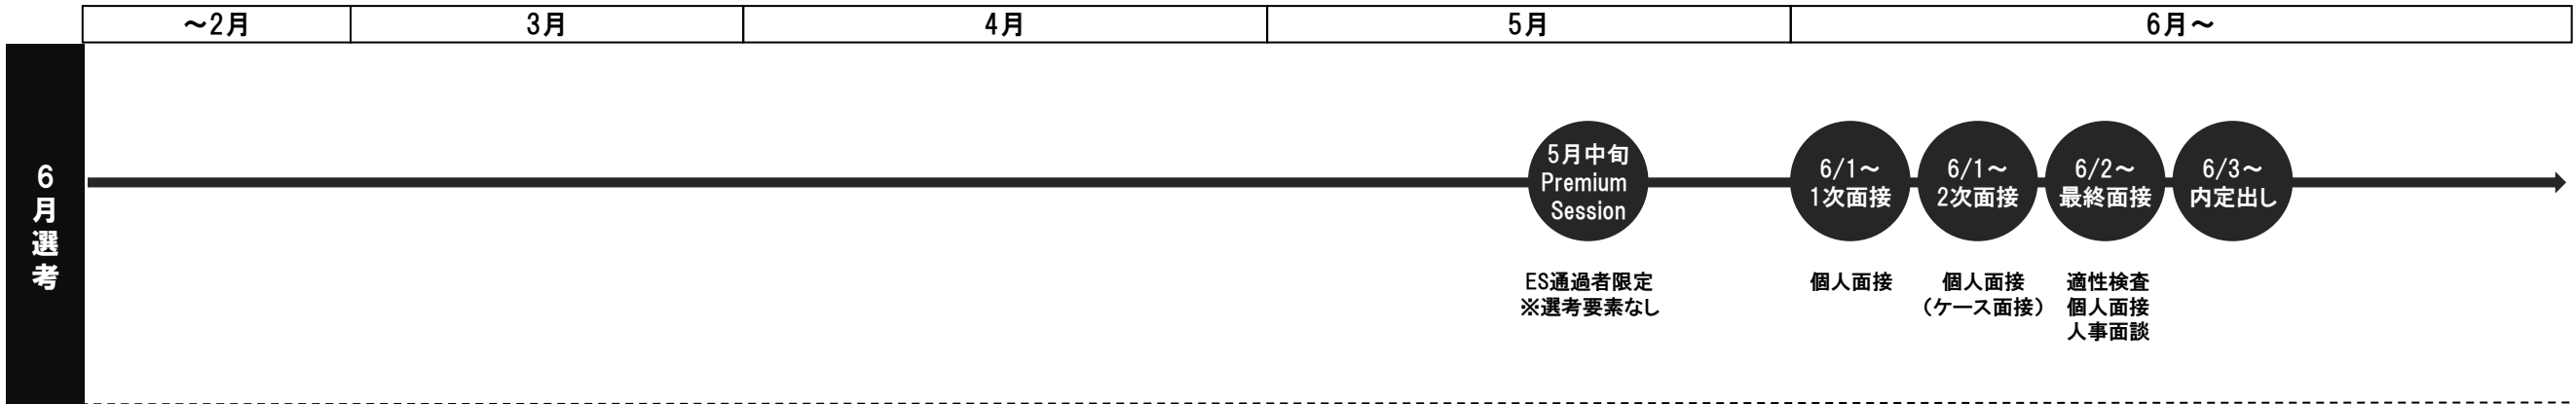 ～2月
3月
4月
5月
6月～
6月選考
5月中旬
Premium
Session
6/1～
1次面接
6/1～
2次面接
6/2～
最終面接
6/3～
内定出し
ES通過者限定
※選考要素なし
個人面接
個人面接
（ケース面接）
適性検査
個人面接
人事面談